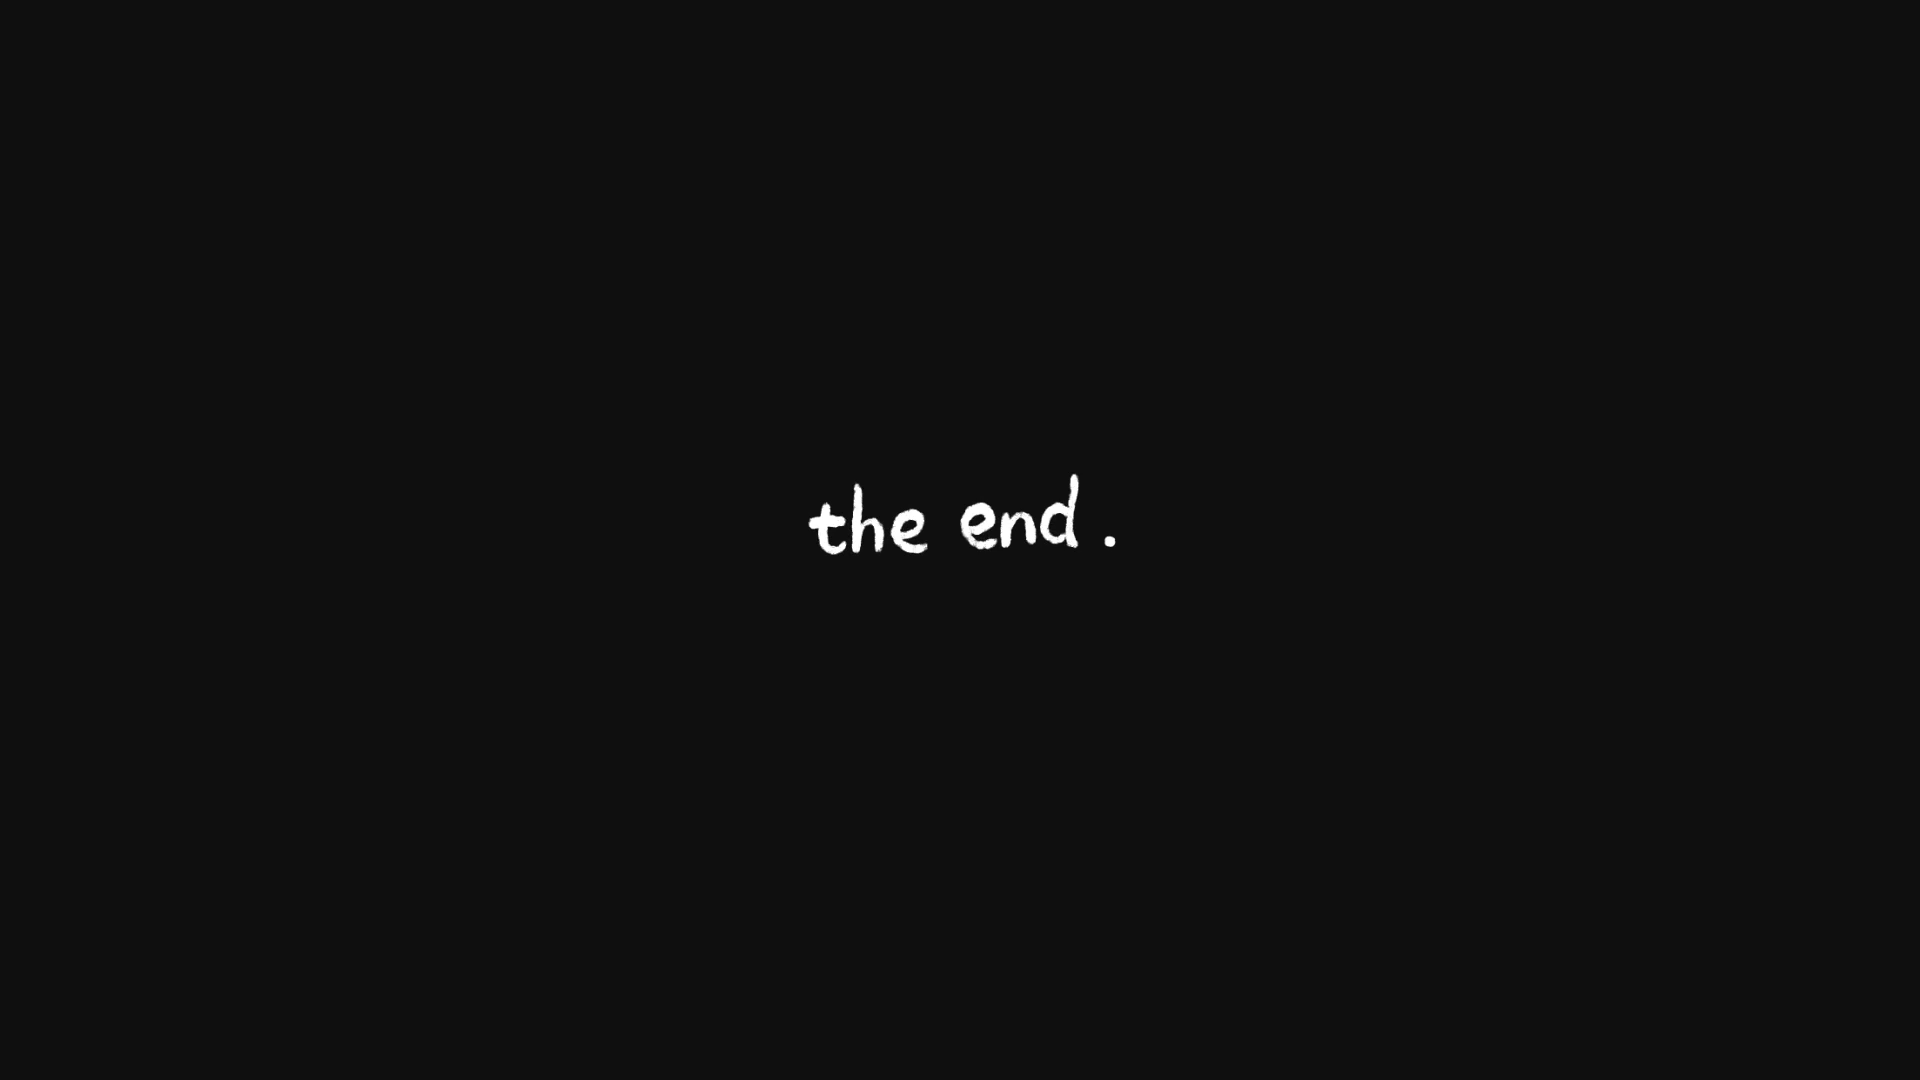 the end .